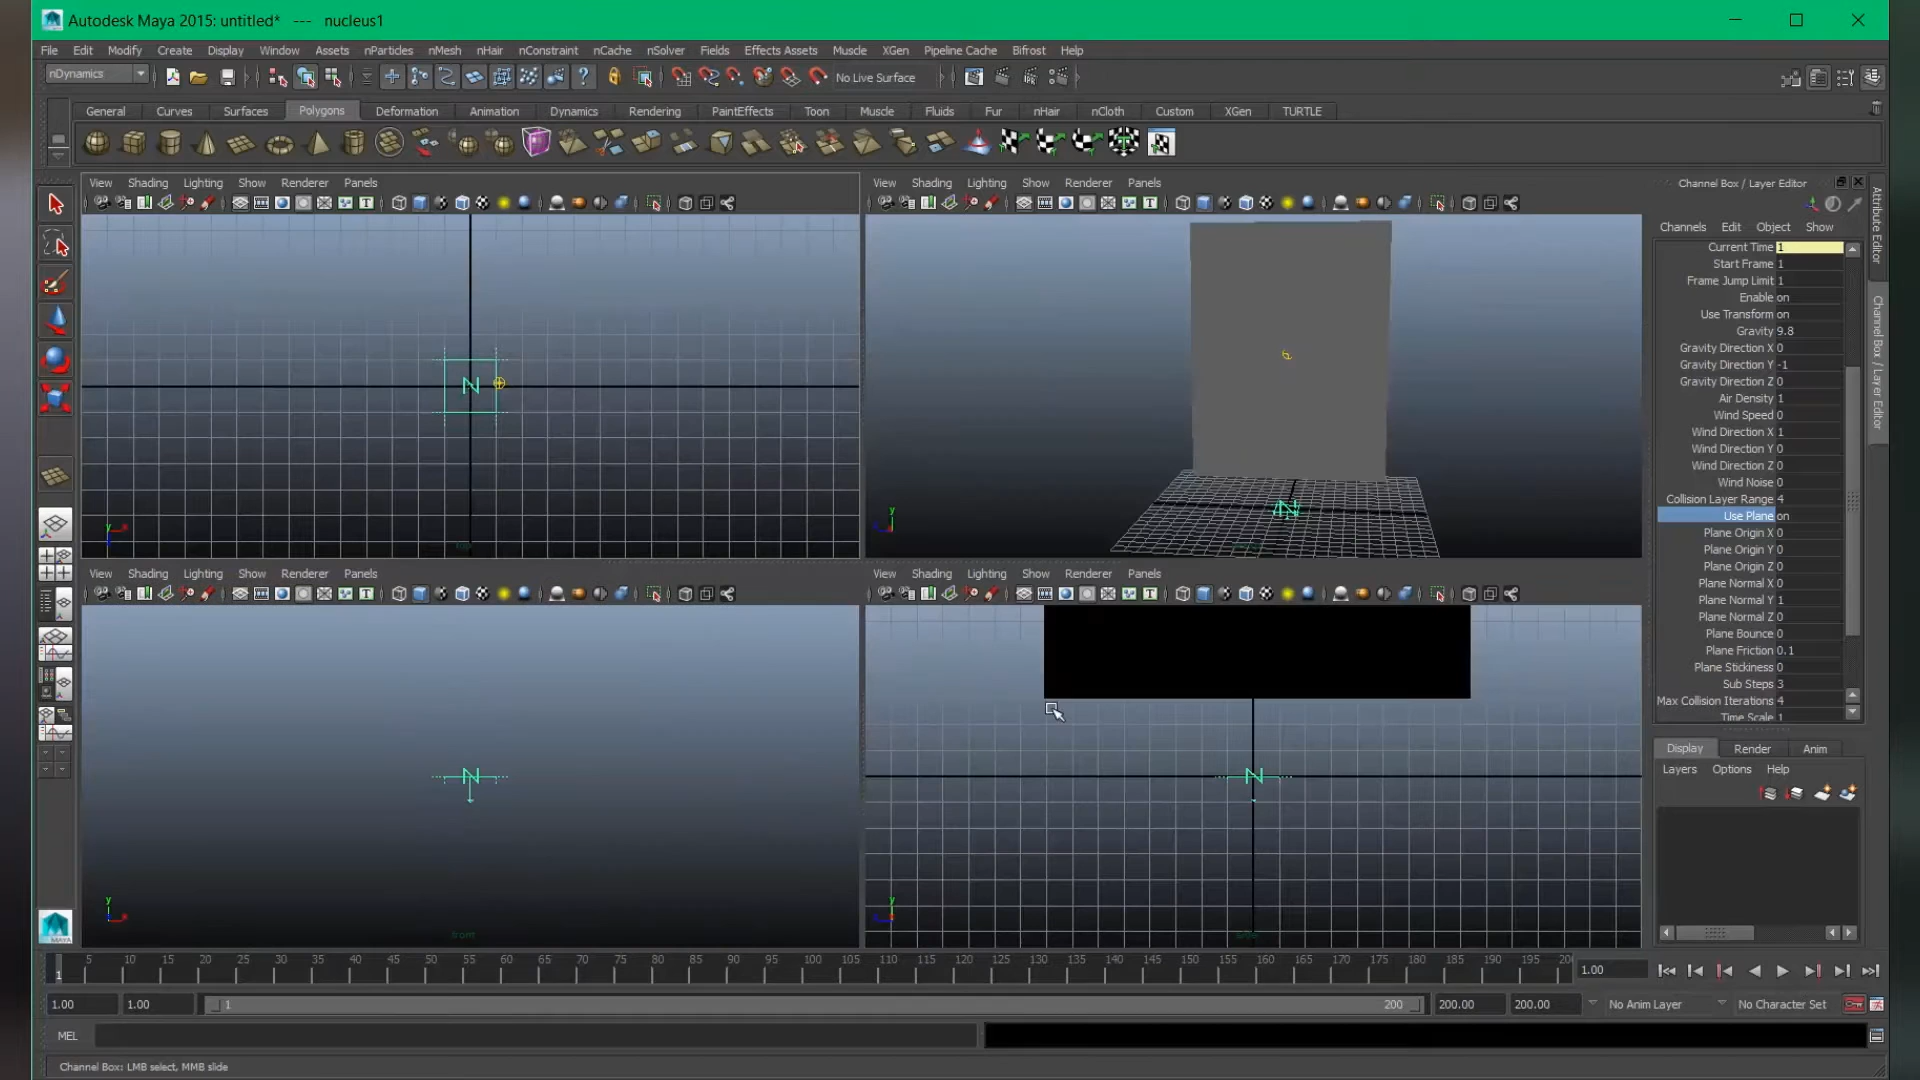 Autodesk Maya 2015: untitled*   ---   nucleus1
File Edit Modify Create Display Window Assets nParticles nMesh nHair nConstraint nCache nSolver Fields Effects Assets Muscle XGen Pipeline Cache Bifrost Help
nDynamics No Live Surface
General Curves Surfaces Polygons Deformation Animation Dynamics Rendering PaintEffects Toon Muscle Fluids Fur nHair nCloth Custom XGen TURTLE
View Shading Lighting Show Renderer Panels
View Shading Lighting Show Renderer Panels
Channel Box / Layer Editor
Channels Edit Object Show
Current Time 1
Start Frame 1
Frame Jump Limit 1
Enable on
Use Transform on
Gravity 9.8
Gravity Direction X 0
Gravity Direction Y -1
Gravity Direction Z 0
Air Density 1
Wind Speed 0
Wind Direction X 1
Wind Direction Y 0
Wind Direction Z 0
Wind Noise 0
Collision Layer Range 4
Use Plane on
Plane Origin X 0
Plane Origin Y 0
Plane Origin Z 0
Plane Normal X 0
Plane Normal Y 1
Plane Normal Z 0
Plane Bounce 0
Plane Friction 0.1
Plane Stickiness 0
Sub Steps 3
Max Collision Iterations 4
Time Scale 1
Attribute Editor
Channel Box / Layer Editor
N
y
N
y
View Shading Lighting Show Renderer Panels
View Shading Lighting Show Renderer Panels
N
y
front
N
y
Display Render Anim
Layers Options Help
MAYA
1 5 10 15 20 25 30 35 40 45 50 55 60 65 70 75 80 85 90 95 100 105 110 115 120 125 130 135 140 145 150 155 160 165 170 175 180 185 190 195 20
1.00
1.00 1.00 1 200 200.00 200.00 No Anim Layer No Character Set
MEL
Channel Box: LMB select, MMB slide